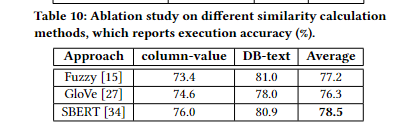 Table 10: Ablation study on different similarity calculation
methods, which reports execution accuracy (%).
Approach column-value DB-text Average
Fuzzy [15] 73.4 81.0 77.2
GloVe [27] 74.6 78.0 76.3
SBERT [34] 76.0 80.9 78.5